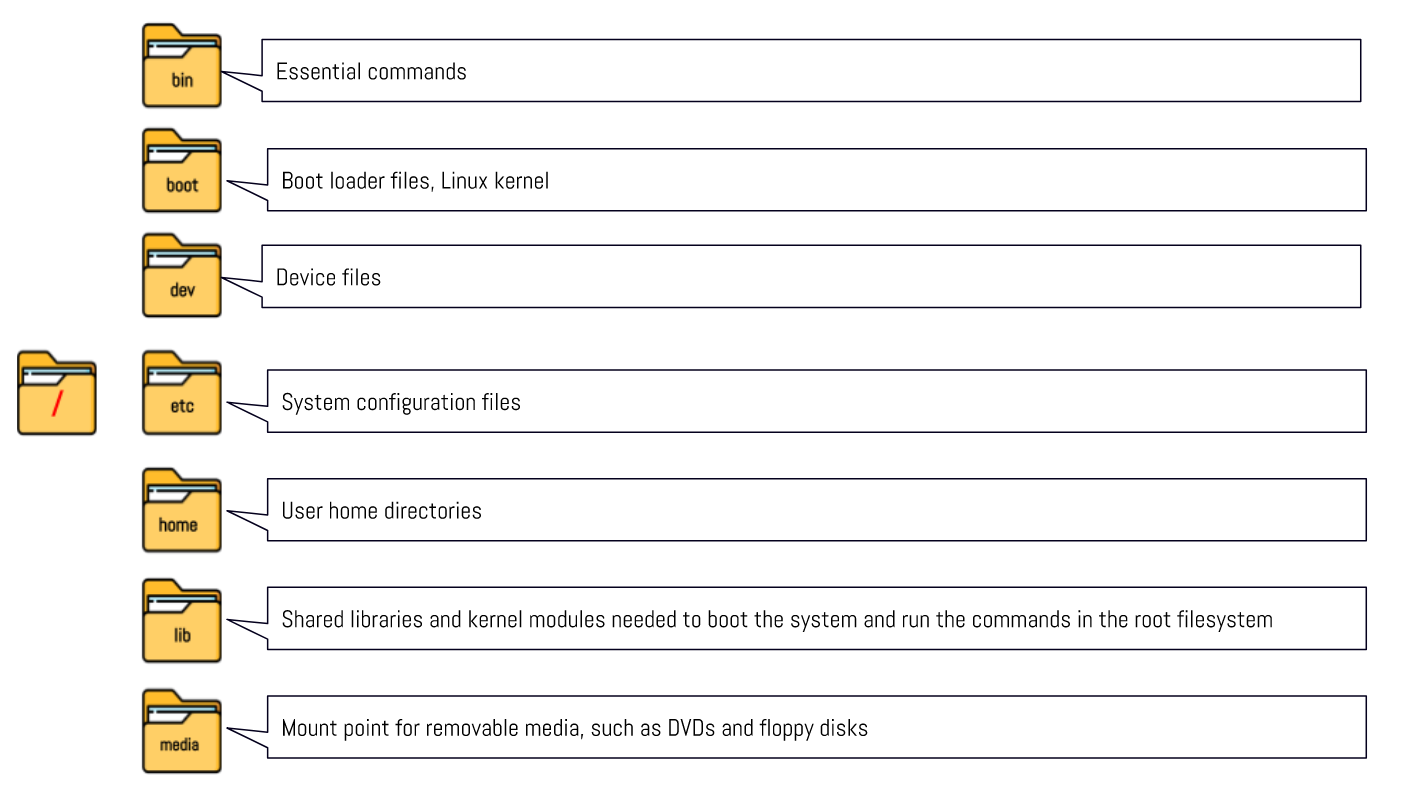 bin
Essential commands
boot
Boot loader files, Linux kernel
dev
Device files
/
etc
System configuration files
home
User home directories
lib
Shared libraries and kernel modules needed to boot the system and run the commands in the root filesystem
media
Mount point for removable media, such as DVDs and floppy disks